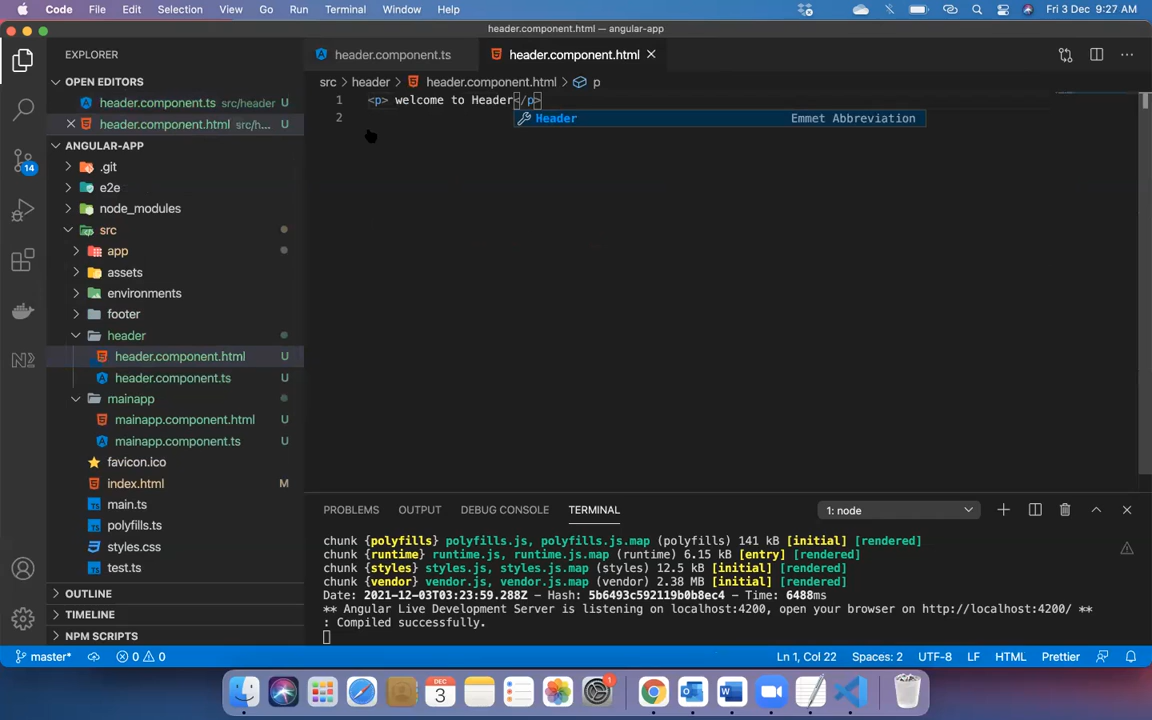 Code File Edit Selection View Go Run Terminal Window Help Fri 3 Dec 9:27 AM
header.component.html — angular-app
EXPLORER
header.component.ts
header.component.html
OPEN EDITORS
src > header > header.component.html > p
header.component.ts src/header U
header.component.html src/h... U
1 <p> welcome to Header</p>
2
Header Emmet Abbreviation
ANGULAR-APP
.git
14
e2e
node_modules
src
app
assets
environments
footer
header
header.component.html U
header.component.ts U
mainapp
mainapp.component.html U
mainapp.component.ts U
favicon.ico
index.html M
main.ts
polyfills.ts
styles.css
test.ts
OUTLINE
TIMELINE
NPM SCRIPTS
PROBLEMS OUTPUT DEBUG CONSOLE TERMINAL 1: node
chunk {polyfills} polyfills.js, polyfills.js.map (polyfills) 141 kB [initial] [rendered]
chunk {runtime} runtime.js, runtime.js.map (runtime) 6.15 kB [entry] [rendered]
chunk {styles} styles.js, styles.js.map (styles) 12.5 kB [initial] [rendered]
chunk {vendor} vendor.js, vendor.js.map (vendor) 2.38 MB [initial] [rendered]
Date: 2021-12-03T03:23:59.288Z - Hash: 5b6493c592119b0b8ec4 - Time: 6488ms
** Angular Live Development Server is listening on localhost:4200, open your browser on http://localhost:4200/ **
: Compiled successfully.
master* 0 0 Ln 1, Col 22 Spaces: 2 UTF-8 LF HTML Prettier
DEC
3
1